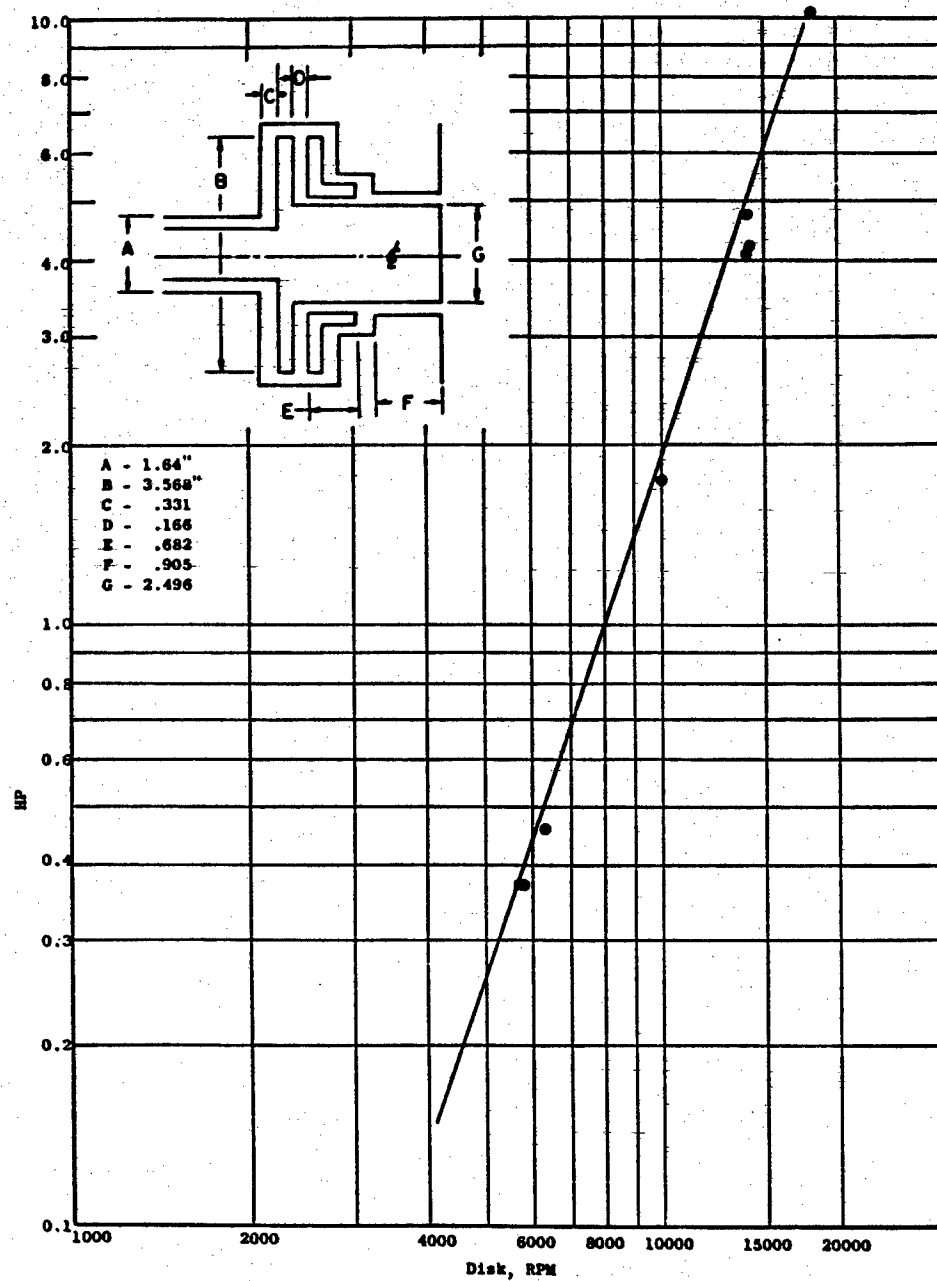 10.0
8.0
6.0
4.0
3.0
2.0
1.0
0.8
0.6
0.4
0.3
0.2
0.1
HP
C
D
B
A
G
E
F
A - 1.64"
B - 3.568"
C - .331
D - .166
E - .682
F - .905
G - 2.496
1000
2000
4000
6000
8000
10000
20000
Disk, RPM